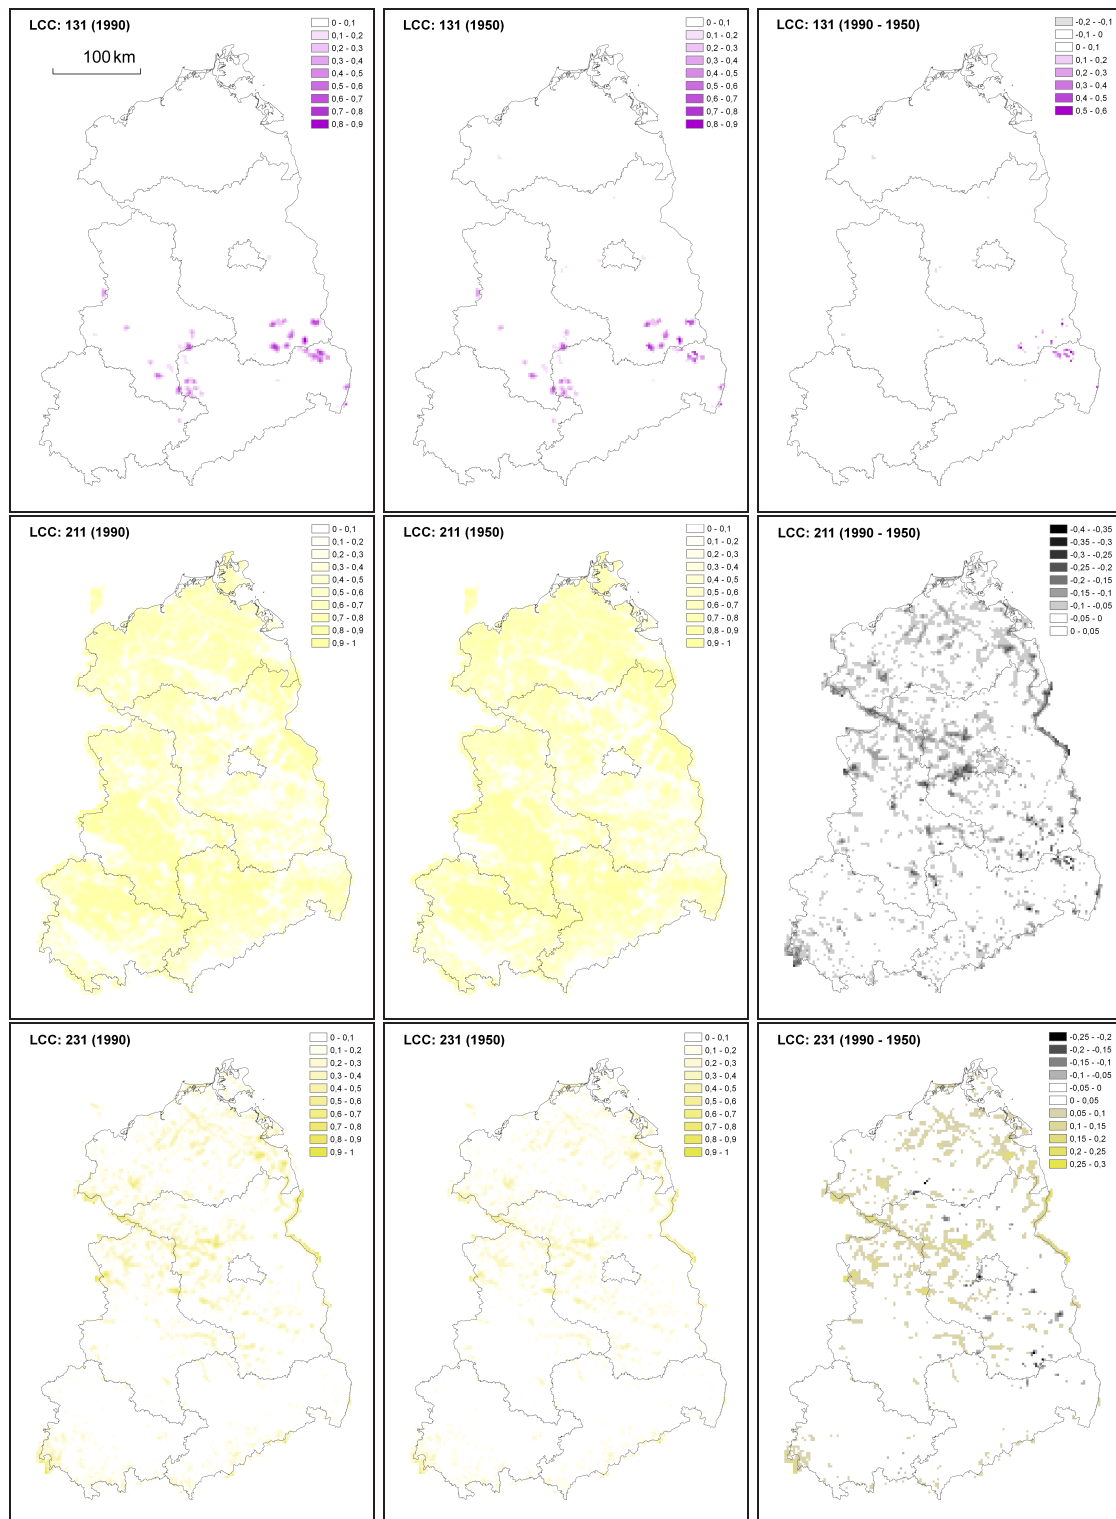 LCC: 131 (1990)
100 km
0 - 0,1
0,1 - 0,2
0,2 - 0,3
0,3 - 0,4
0,4 - 0,5
0,5 - 0,6
0,6 - 0,7
0,7 - 0,8
0,8 - 0,9
LCC: 131 (1950)
0 - 0,1
0,1 - 0,2
0,2 - 0,3
0,3 - 0,4
0,4 - 0,5
0,5 - 0,6
0,6 - 0,7
0,7 - 0,8
0,8 - 0,9
LCC: 131 (1990 - 1950)
-0,2 - -0,1
-0,1 - 0
0 - 0,1
0,1 - 0,2
0,2 - 0,3
0,3 - 0,4
0,4 - 0,5
0,5 - 0,6
LCC: 211 (1990)
0 - 0,1
0,1 - 0,2
0,2 - 0,3
0,3 - 0,4
0,4 - 0,5
0,5 - 0,6
0,6 - 0,7
0,7 - 0,8
0,8 - 0,9
0,9 - 1
LCC: 211 (1950)
0 - 0,1
0,1 - 0,2
0,2 - 0,3
0,3 - 0,4
0,4 - 0,5
0,5 - 0,6
0,6 - 0,7
0,7 - 0,8
0,8 - 0,9
0,9 - 1
LCC: 211 (1990 - 1950)
-0,4 - -0,35
-0,35 - -0,3
-0,3 - -0,25
-0,25 - -0,2
-0,2 - -0,15
-0,15 - -0,1
-0,1 - -0,05
-0,05 - 0
0 - 0,05
LCC: 231 (1990)
0 - 0,1
0,1 - 0,2
0,2 - 0,3
0,3 - 0,4
0,4 - 0,5
0,5 - 0,6
0,6 - 0,7
0,7 - 0,8
0,8 - 0,9
0,9 - 1
LCC: 231 (1950)
0 - 0,1
0,1 - 0,2
0,2 - 0,3
0,3 - 0,4
0,4 - 0,5
0,5 - 0,6
0,6 - 0,7
0,7 - 0,8
0,8 - 0,9
0,9 - 1
LCC: 231 (1990 - 1950)
-0,25 - -0,2
-0,2 - -0,15
-0,15 - -0,1
-0,1 - -0,05
-0,05 - 0
0 - 0,05
0,05 - 0,1
0,1 - 0,15
0,15 - 0,2
0,2 - 0,25
0,25 - 0,3